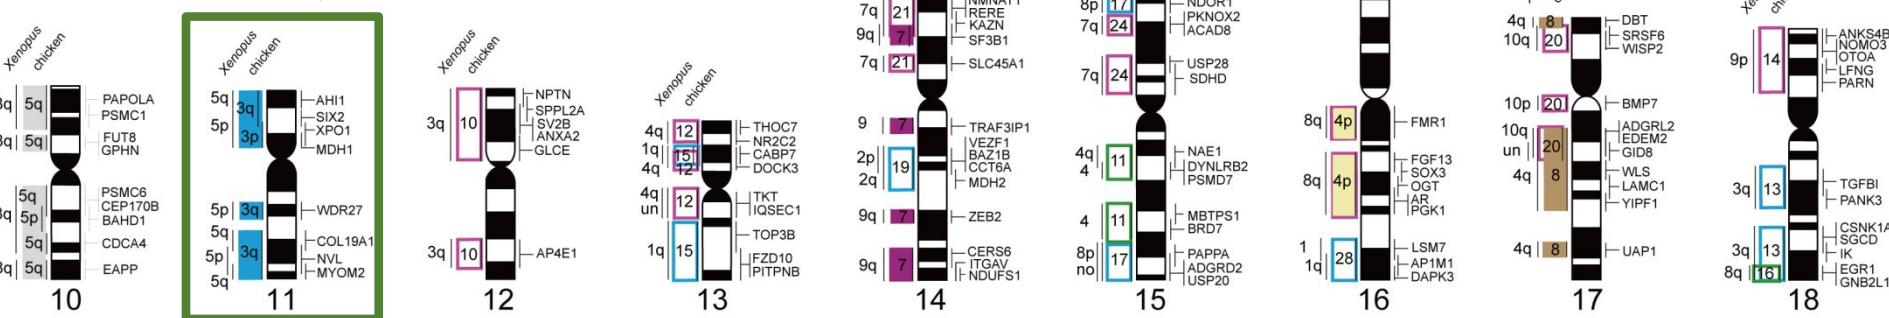 Xenopus
chicken
3q
5q
PAPOLA
PSMC1
3q
5q
FUT8
GPHN
5q
3q
5p
PSMC6
CEP170B
BAHD1
5q
CDCA4
3q
5q
EAPP
10
Xenopus
chicken
5q
3q
AHI1
SIX2
5p
3p
XPO1
MDH1
5p
3q
WDR27
5q
COL19A1
5p
3q
NVL
MYOM2
5q
11
Xenopus
chicken
3q
10
NPTN
SPPL2A
SV2B
ANXA2
GLCE
3q
10
AP4E1
12
Xenopus
chicken
4q
12
THOC7
1q
15
NR2C2
CABP7
4q
12
DOCK3
4q
un
12
TKT
IQSEC1
1q
15
TOP3B
FZD10
PITPNB
13
7q
21
NMNAT1
RERE
KAZN
9q
7
SF3B1
7q
21
SLC45A1
9
7
TRAF3IP1
2p
19
VEZF1
BAZ1B
CCT6A
2q
MDH2
9q
7
ZEB2
9q
7
CERS6
ITGAV
NDUFS1
14
8p
17
NDOR1
7q
24
PKNOX2
ACAD8
7q
24
USP28
SDHD
4q
4
11
NAE1
DYNLRB2
PSMD7
4
11
MBTPS1
BRD7
8p
no
17
PAPPA
ADGRD2
USP20
15
8q
4p
FMR1
8q
4p
FGF13
SOX3
OGT
AR
PGK1
1
1q
28
LSM7
AP1M1
DAPK3
16
4q
8
DBT
10q
20
SRSF6
WISP2
10p
20
BMP7
10q
un
20
ADGRL2
EDEM2
GID8
4q
8
WLS
LAMC1
YIPF1
4q
8
UAP1
17
9p
14
ANKS4B
NOMO3
OTOA
LFNG
PARN
3q
13
TGFBI
PANK3
3q
13
CSNK1A
SGCD
IK
8q
16
EGR1
GNB2L1
18